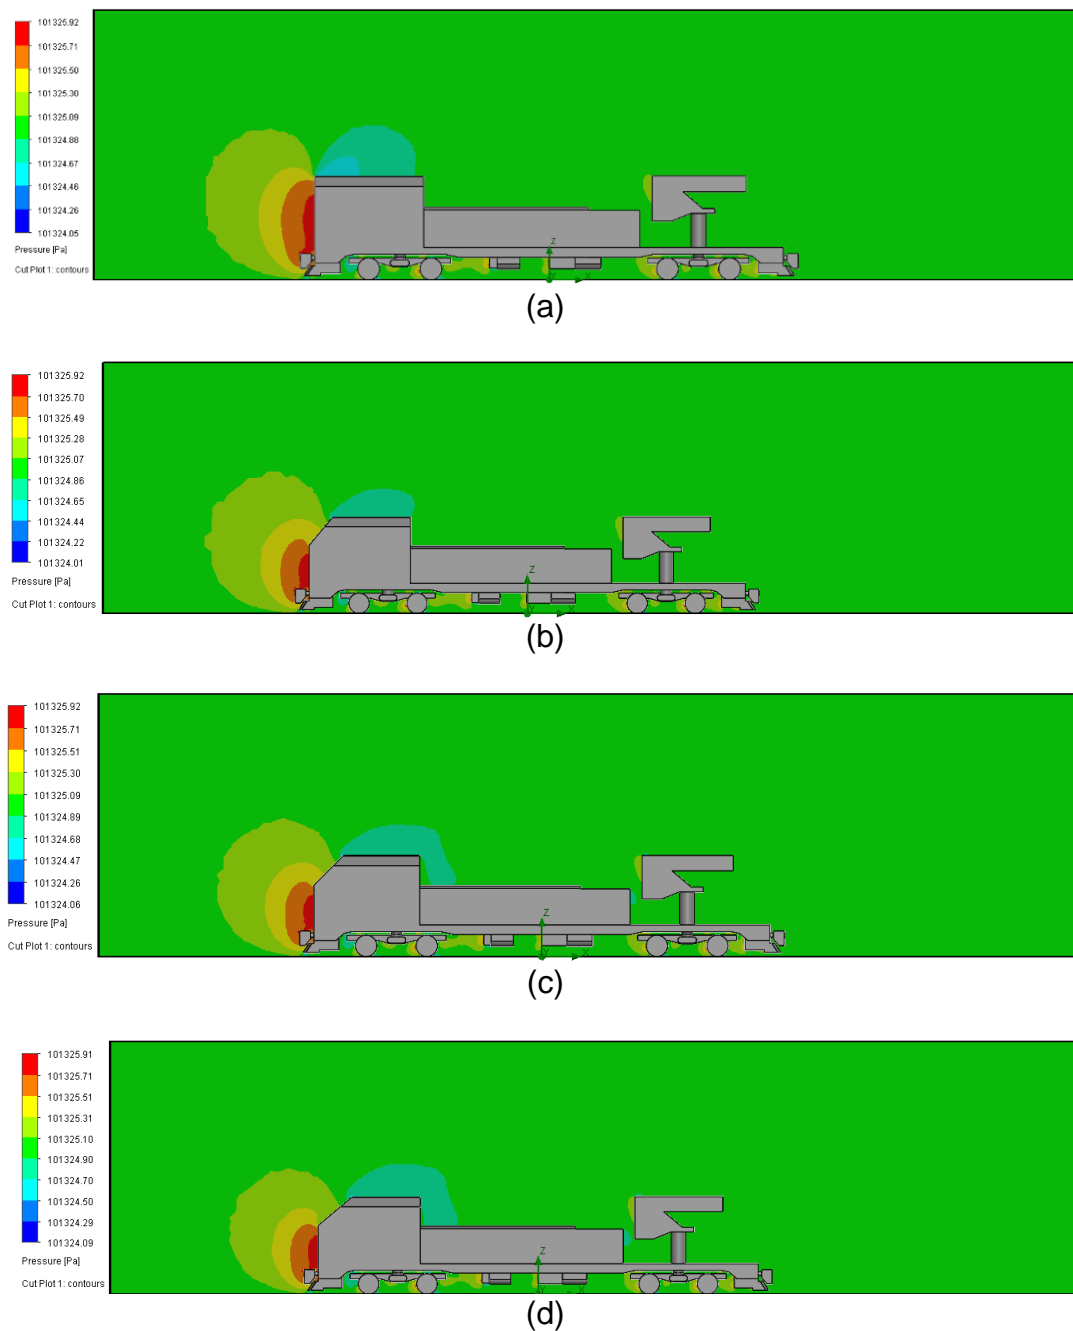 101325.92
101325.71
101325.50
101325.30
101325.09
101324.88
101324.67
101324.46
101324.26
101324.05
Pressure [Pa]
Cut Plot 1: contours
Z
X
(a)
101325.92
101325.70
101325.49
101325.28
101325.07
101324.86
101324.65
101324.44
101324.22
101324.01
Pressure [Pa]
Cut Plot 1: contours
Z
Y
X
(b)
101325.92
101325.71
101325.51
101325.30
101325.09
101324.89
101324.68
101324.47
101324.26
101324.06
Pressure [Pa]
Cut Plot 1: contours
Z
Y
X
(c)
101325.91
101325.71
101325.51
101325.31
101325.10
101324.90
101324.70
101324.50
101324.29
101324.09
Pressure [Pa]
Cut Plot 1: contours
Z
Y
X
(d)